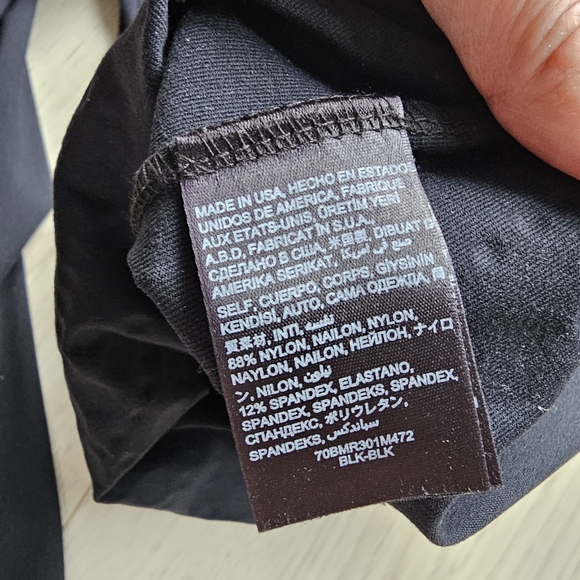 MADE IN USA, HECHO EN ESTADO
UNIDOS DE AMERICA, FABRIQUE
AUX ETATS-UNIS, ÜRETIM YERİ
A.B.D, FABRICAT IN S.U.A.,
СДЕЛАНО В США, 米国製, DIBUAT DI
AMERIKA SERIKAT, صنع في أمريكا
SELF, CUERPO, CORPS, GIYSININ
KENDISI, AUTO, САМА ОДЕЖДА, 同
質素材, INTI, نفسه
88% NYLON, NAILON, NYLON,
NAYLON, NAILON, НЕЙЛОН, ナイロ
ン, NILON, نايلون
12% SPANDEX, ELASTANO,
SPANDEX, SPANDEKS, SPANDEX,
СПАНДЕКС, ポリウレタン,
SPANDEKS, سباندكس
70BMR301M472
BLK-BLK